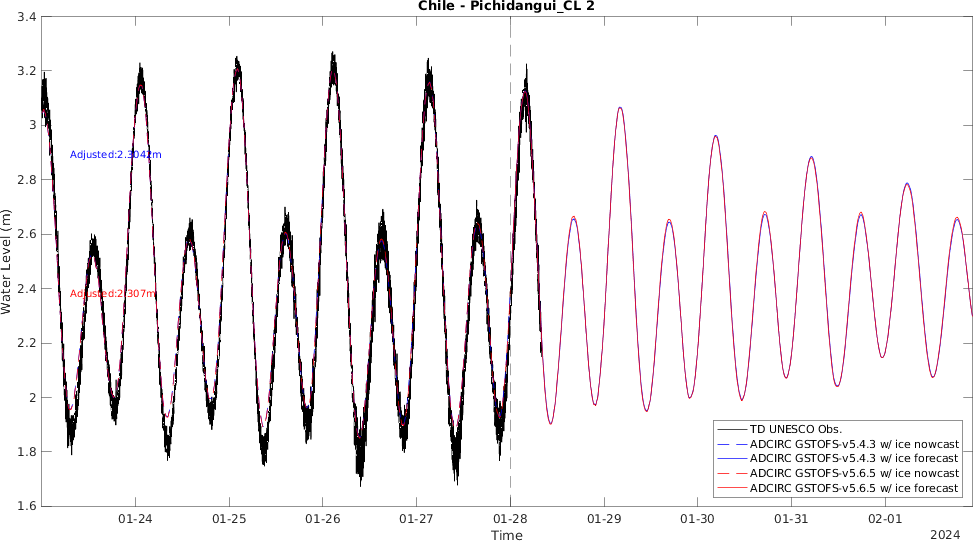 Chile - Pichidangui_CL 2
3.4
3.2
3
2.8
2.6
2.4
2.2
2
1.8
1.6
Water Level (m)
Adjusted:2.3042m
Adjusted:2.307m
TD UNESCO Obs.
ADCIRC GSTOFS-v5.4.3 w/ ice nowcast
ADCIRC GSTOFS-v5.4.3 w/ ice forecast
ADCIRC GSTOFS-v5.6.5 w/ ice nowcast
ADCIRC GSTOFS-v5.6.5 w/ ice forecast
01-24 01-25 01-26 01-27 01-28 01-29 01-30 01-31 02-01
Time
2024